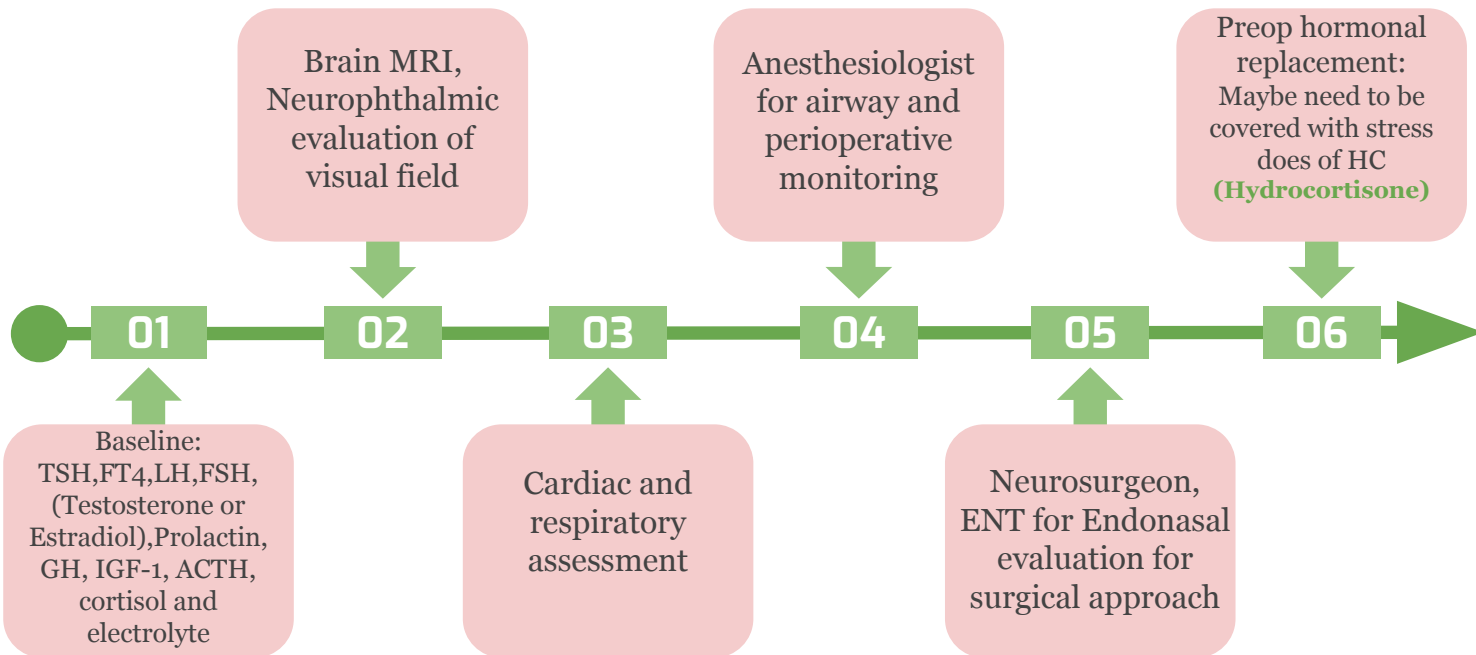 Brain MRI,
Neurophthalmic
evaluation of
visual field
Anesthesiologist
for airway and
perioperative
monitoring
Preop hormonal
replacement:
Maybe need to be
covered with stress
does of HC
(Hydrocortisone)
01
02
03
04
05
06
Baseline:
TSH,FT4,LH,FSH,
(Testosterone or
Estradiol),Prolactin,
GH, IGF-1, ACTH,
cortisol and
electrolyte
Cardiac and
respiratory
assessment
Neurosurgeon,
ENT for Endonasal
evaluation for
surgical approach